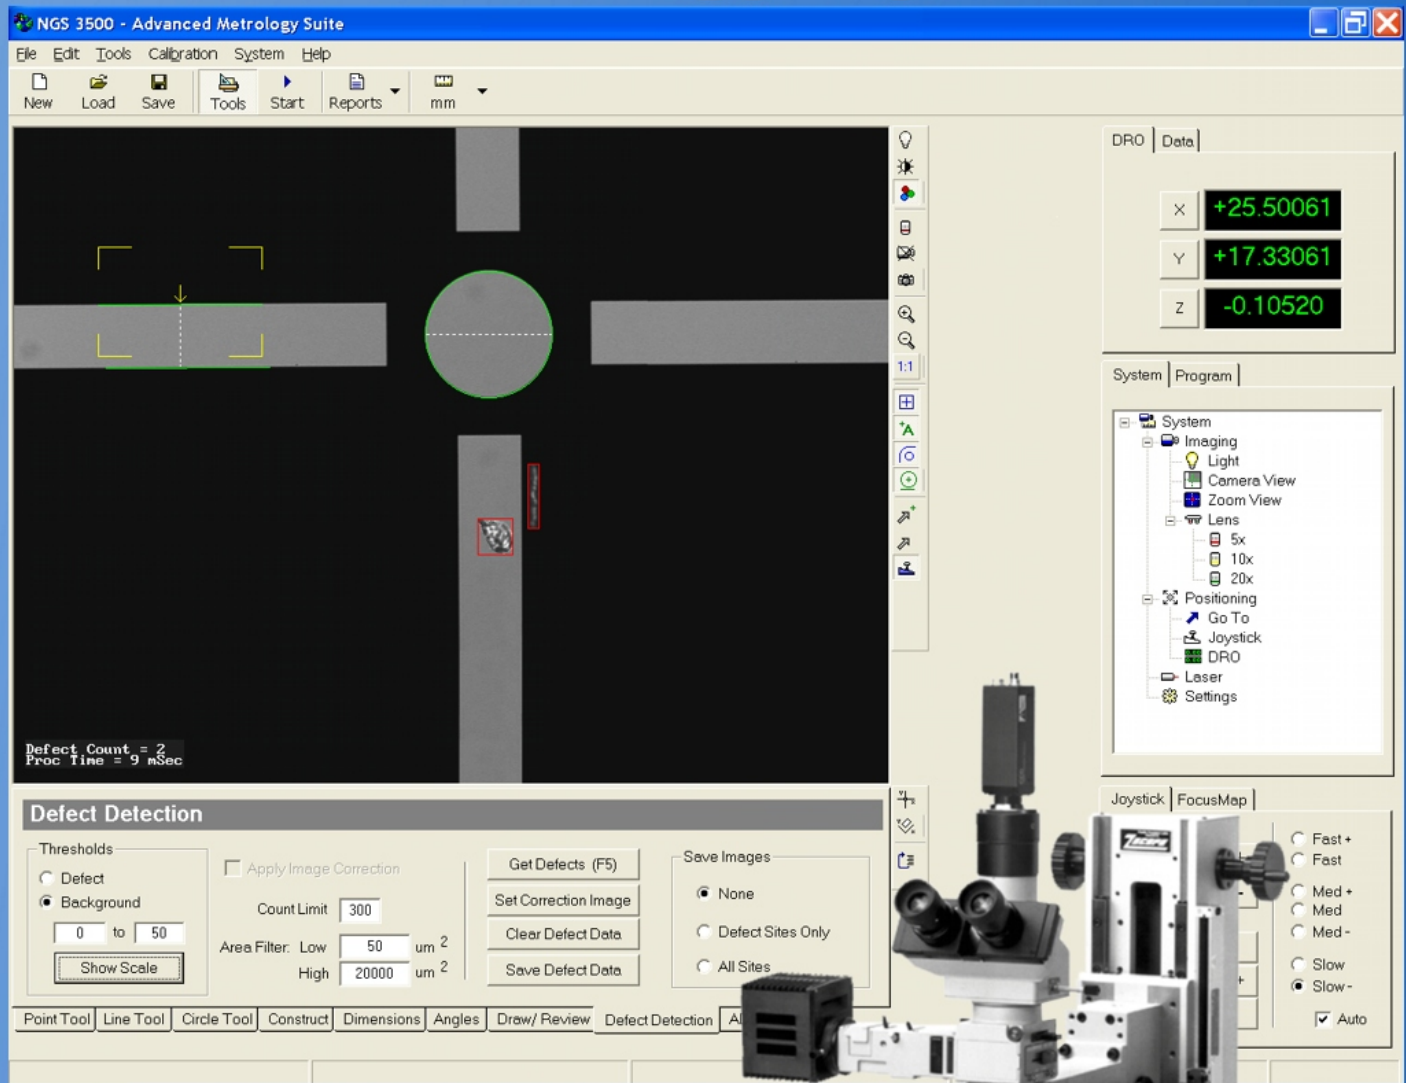 NGS 3500 - Advanced Metrology Suite
File Edit Tools Calibration System Help
New Load Save Tools Start Reports mm
DRO Data
X +25.50061
Y +17.33061
Z -0.10520
1:1
System Program
System
Imaging
Light
Camera View
Zoom View
Lens
5x
10x
20x
Positioning
Go To
Joystick
DRO
Laser
Settings
Defect Count = 2
Proc Time = 9 mSec
Defect Detection
Thresholds
Defect
Background
0 to 50
Show Scale
Apply Image Correction
Count Limit 300
Area Filter: Low 50 um 2
High 20000 um 2
Get Defects (F5)
Set Correction Image
Clear Defect Data
Save Defect Data
Save Images
None
Defect Sites Only
All Sites
Joystick FocusMap
Fast +
Fast
Med +
Med
Med -
Slow
Slow -
Auto
Point Tool Line Tool Circle Tool Construct Dimensions Angles Draw/ Review Defect Detection